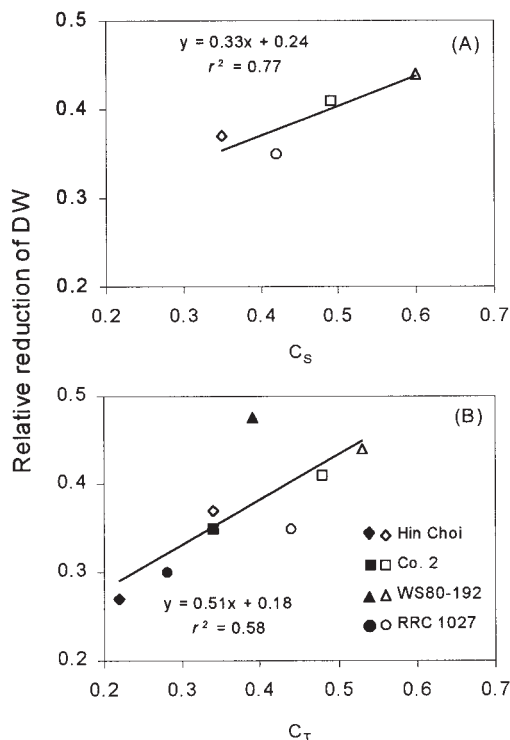 Relative reduction of DW
0.5
0.4
0.3
0.2
y = 0.33x + 0.24
r² = 0.77
(A)
0.2 0.3 0.4 0.5 0.6 0.7
C_S
0.5
0.4
0.3
0.2
(B)
Hin Choi
Co. 2
WS80-192
RRC 1027
y = 0.51x + 0.18
r² = 0.58
0.2 0.3 0.4 0.5 0.6 0.7
C_T